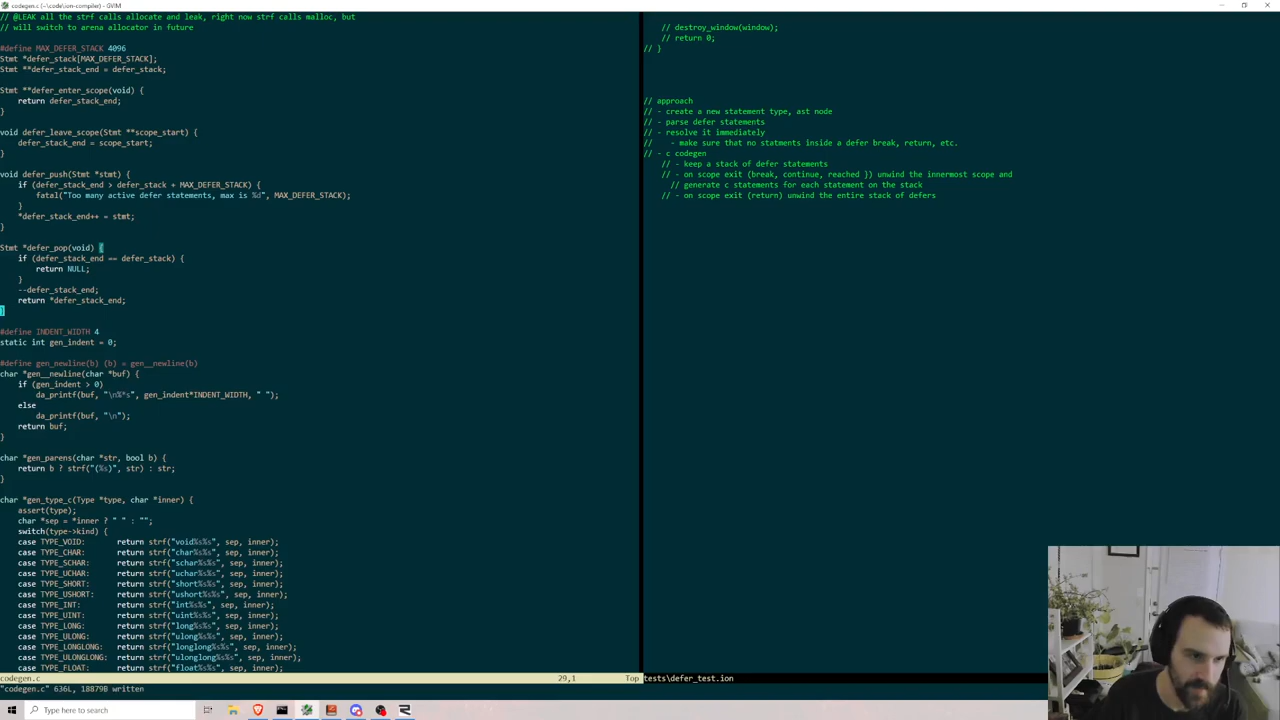 codegen.c (~\code\ion-compiler) - GVIM
// @LEAK all the strf calls allocate and leak, right now strf calls malloc, but
// will switch to arena allocator in future
#define MAX_DEFER_STACK 4096
Stmt *defer_stack[MAX_DEFER_STACK];
Stmt **defer_stack_end = defer_stack;
Stmt **defer_enter_scope(void) {
return defer_stack_end;
}
void defer_leave_scope(Stmt **scope_start) {
defer_stack_end = scope_start;
}
void defer_push(Stmt *stmt) {
if (defer_stack_end > defer_stack + MAX_DEFER_STACK) {
fatal("Too many active defer statements, max is %d", MAX_DEFER_STACK);
}
*defer_stack_end++ = stmt;
}
Stmt *defer_pop(void) {
if (defer_stack_end == defer_stack) {
return NULL;
}
--defer_stack_end;
return *defer_stack_end;
}
#define INDENT_WIDTH 4
static int gen_indent = 0;
#define gen_newline(b) (b) = gen__newline(b)
char *gen__newline(char *buf) {
if (gen_indent > 0)
da_printf(buf, "\n%*s", gen_indent*INDENT_WIDTH, " ");
else
da_printf(buf, "\n");
return buf;
}
char *gen_parens(char *str, bool b) {
return b ? strf("(%s)", str) : str;
}
char *gen_type_c(Type *type, char *inner) {
assert(type);
char *sep = *inner ? " " : "";
switch(type->kind) {
case TYPE_VOID: return strf("void%s%s", sep, inner);
case TYPE_CHAR: return strf("char%s%s", sep, inner);
case TYPE_SCHAR: return strf("schar%s%s", sep, inner);
case TYPE_UCHAR: return strf("uchar%s%s", sep, inner);
case TYPE_SHORT: return strf("short%s%s", sep, inner);
case TYPE_USHORT: return strf("ushort%s%s", sep, inner);
case TYPE_INT: return strf("int%s%s", sep, inner);
case TYPE_UINT: return strf("uint%s%s", sep, inner);
case TYPE_LONG: return strf("long%s%s", sep, inner);
case TYPE_ULONG: return strf("ulong%s%s", sep, inner);
case TYPE_LONGLONG: return strf("longlong%s%s", sep, inner);
case TYPE_ULONGLONG: return strf("ulonglong%s%s", sep, inner);
case TYPE_FLOAT: return strf("float%s%s", sep, inner);
codegen.c 29,1 Top
"codegen.c" 636L, 18879B written
// destroy_window(window);
// return 0;
// }
// approach
// - create a new statement type, ast node
// - parse defer statements
// - resolve it immediately
// - make sure that no statments inside a defer break, return, etc.
// - c codegen
// - keep a stack of defer statements
// - on scope exit (break, continue, reached }) unwind the innermost scope and
// generate c statements for each statement on the stack
// - on scope exit (return) unwind the entire stack of defers
tests\defer_test.ion
Type here to search